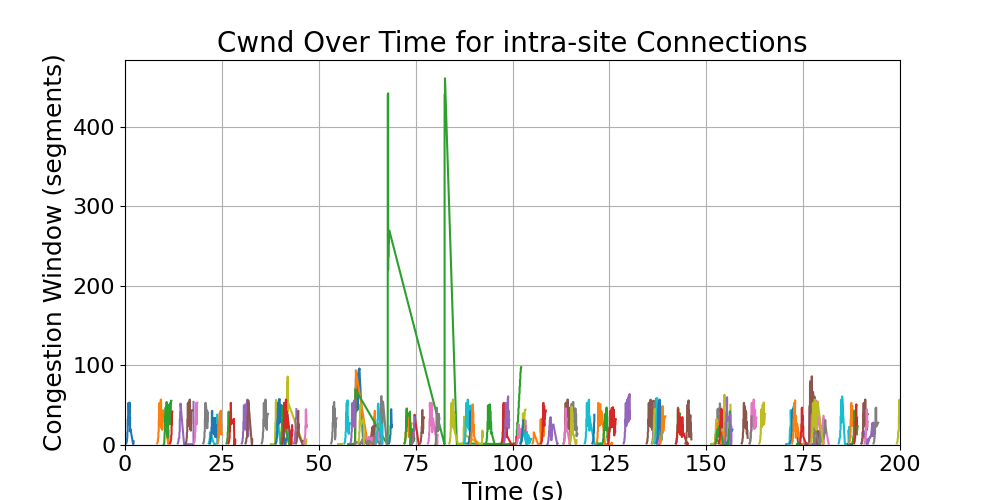 Cwnd Over Time for intra-site Connections
Congestion Window (segments)
400
300
200
100
0
0 25 50 75 100 125 150 175 200
Time (s)